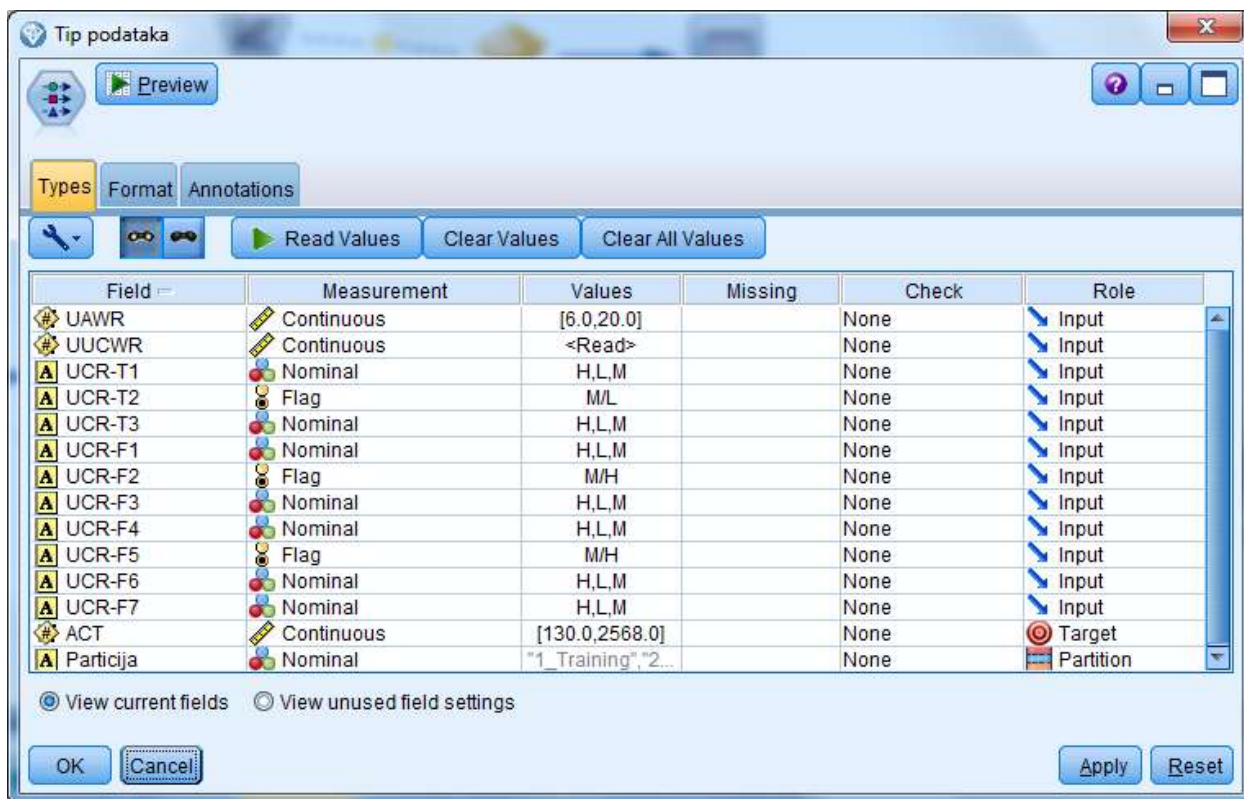 Tip podataka
Preview
Types Format Annotations
Read Values Clear Values Clear All Values
Field Measurement Values Missing Check Role
UAWR Continuous [6.0,20.0] None Input
UUCWR Continuous <Read> None Input
A UCR-T1 Nominal H,L,M None Input
A UCR-T2 Flag M/L None Input
A UCR-T3 Nominal H,L,M None Input
A UCR-F1 Nominal H,L,M None Input
A UCR-F2 Flag M/H None Input
A UCR-F3 Nominal H,L,M None Input
A UCR-F4 Nominal H,L,M None Input
A UCR-F5 Flag M/H None Input
A UCR-F6 Nominal H,L,M None Input
A UCR-F7 Nominal H,L,M None Input
ACT Continuous [130.0,2568.0] None Target
A Particija Nominal "1_Training","2... None Partition
View current fields View unused field settings
OK Cancel Apply Reset